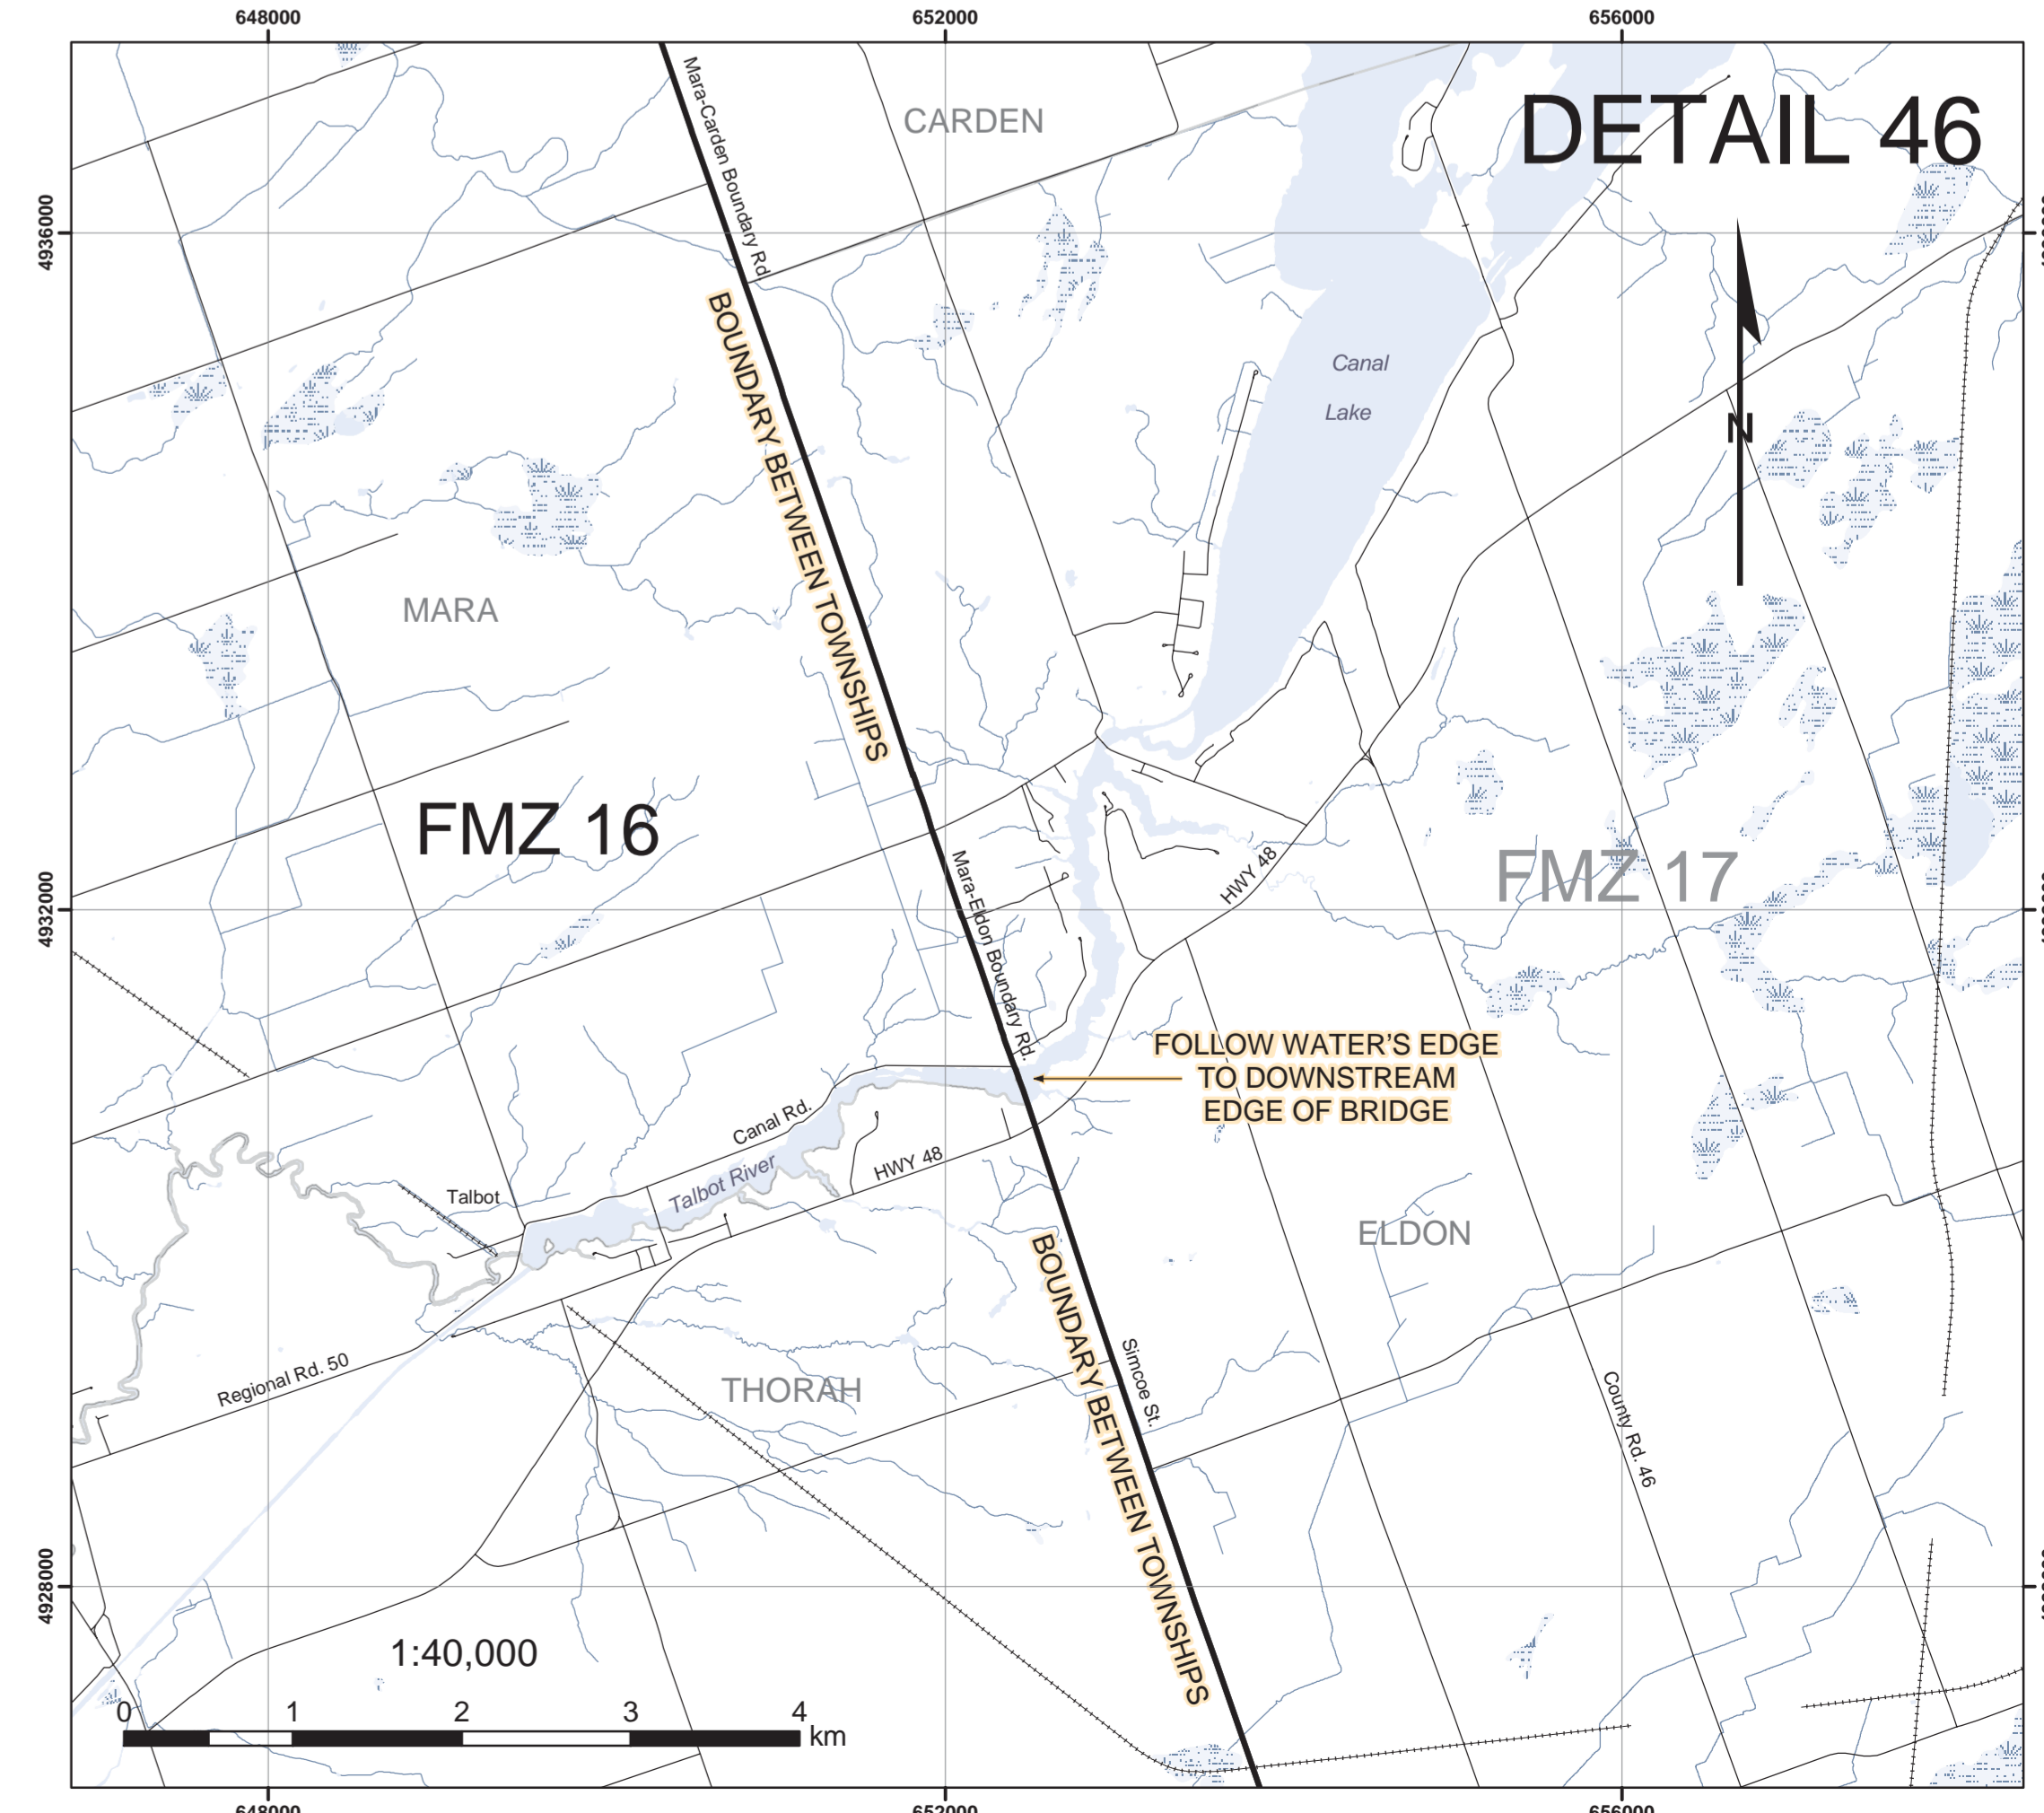 648000
652000
656000
DETAIL 46
CARDEN
Mara-Carden Boundary Rd.
4936000
N
BOUNDARY BETWEEN TOWNSHIPS
Canal
Lake
MARA
FMZ 16
FMZ 17
HWY 48
4932000
Mara-Eldon Boundary Rd.
FOLLOW WATER'S EDGE
TO DOWNSTREAM
EDGE OF BRIDGE
Canal Rd.
Talbot River
HWY 48
Talbot
ELDON
BOUNDARY BETWEEN TOWNSHIPS
Simcoe St.
Regional Rd. 50
THORAH
County Rd. 46
4928000
1:40,000
0 1 2 3 4
km
648000
652000
656000